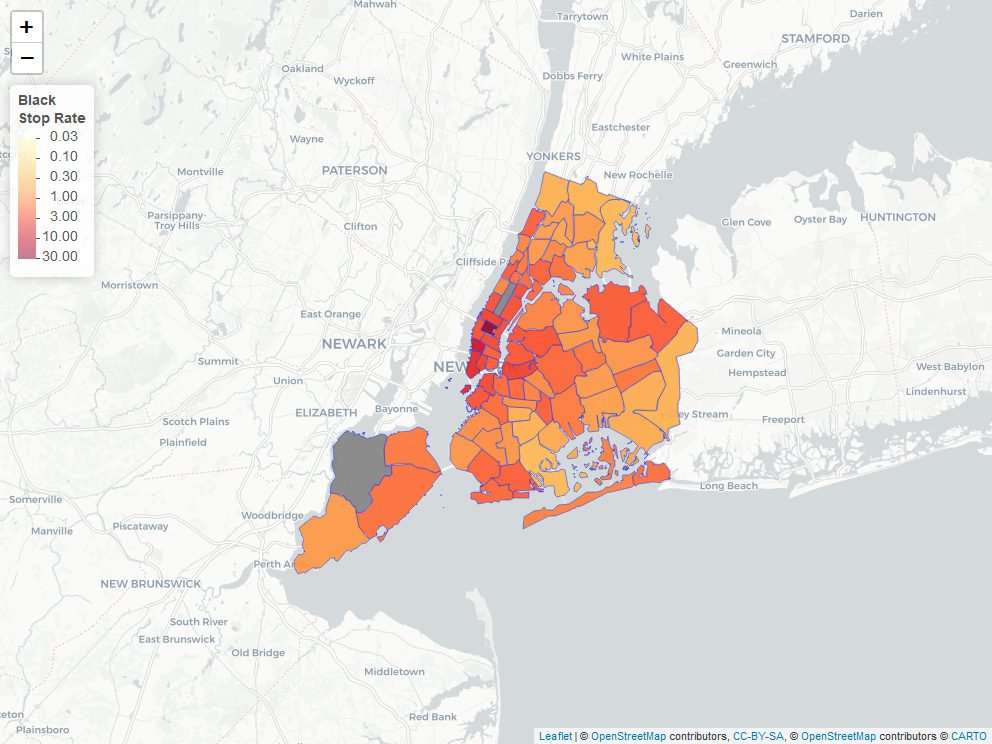 Mahwah
Tarrytown
Darien
+
STAMFORD
−
White Plains
Greenwich
Oakland
Wyckoff
Dobbs Ferry
Black
Stop Rate
0.03
0.10
0.30
1.00
3.00
10.00
30.00
Eastchester
Wayne
YONKERS
Montville
PATERSON
New Rochelle
Parsippany-
Troy Hills
Clifton
Glen Cove
Oyster Bay
HUNTINGTON
Cliffside
Morristown
East Orange
Mineola
NEWARK
Garden City
Summit
NEW
Hempstead
West Babylon
Union
Lindenhurst
ELIZABETH
Bayonne
Scotch Plains
Stream
Freeport
Plainfield
Long Beach
Somerville
Woodbridge
Piscataway
Manville
Perth
NEW BRUNSWICK
South River
East Brunswick
Old Bridge
Middletown
Red Bank
Plainsboro
Leaflet | © OpenStreetMap contributors, CC-BY-SA, © OpenStreetMap contributors © CARTO